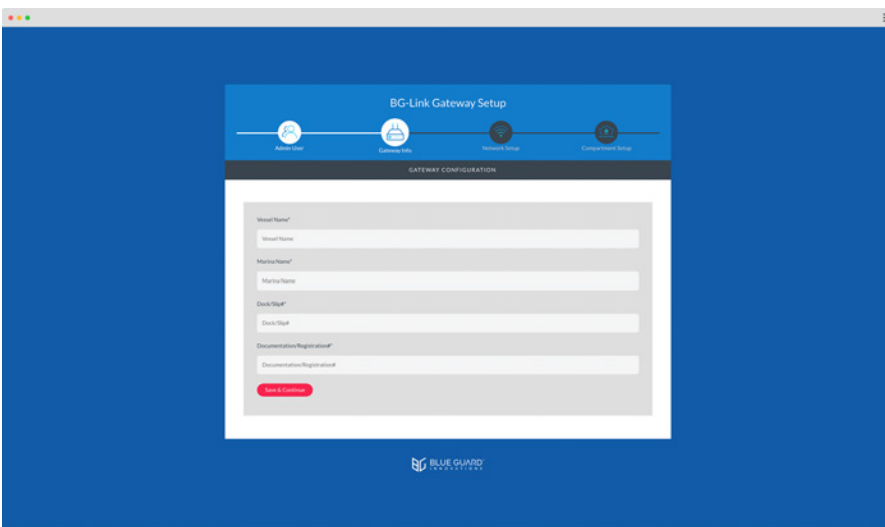 BG-Link Gateway Setup
Admin User
Gateway Info
Network Setup
Compartment Setup
GATEWAY CONFIGURATION
Vessel Name*
Vessel Name
Marina Name*
Marina Name
Dock/Slip#*
Dock/Slip#
Documentation/Registration#*
Documentation/Registration#
Save & Continue
BLUE GUARD
INNOVATIONS